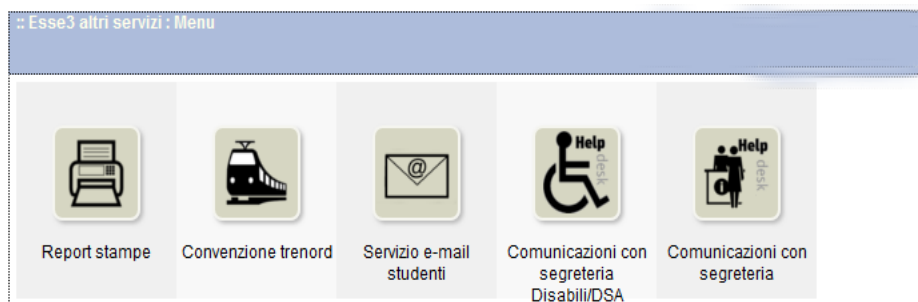 :: Esse3 altri servizi : Menu
@
Help
desk
Help
desk
i
Report stampe
Convenzione trenord
Servizio e-mail
studenti
Comunicazioni con
segreteria
Disabili/DSA
Comunicazioni con
segreteria